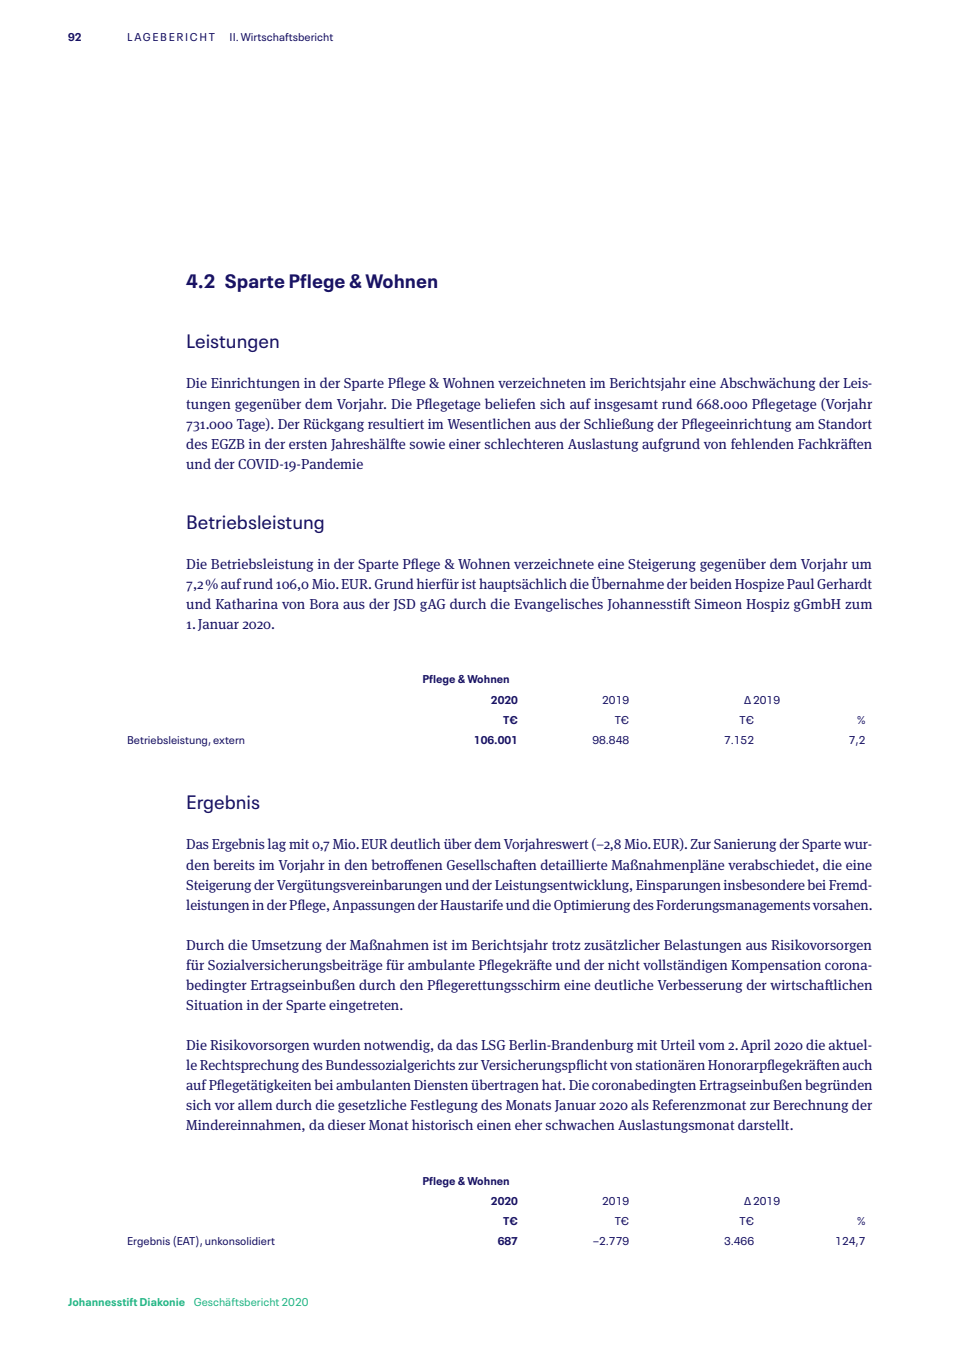 92 LAGEBERICHT II. Wirtschaftsbericht
4.2 Sparte Pflege & Wohnen
Leistungen
Die Einrichtungen in der Sparte Pflege & Wohnen verzeichneten im Berichtsjahr eine Abschwächung der Leis-
tungen gegenüber dem Vorjahr. Die Pflegetage beliefen sich auf insgesamt rund 668.000 Pflegetage (Vorjahr
731.000 Tage). Der Rückgang resultiert im Wesentlichen aus der Schließung der Pflegeeinrichtung am Standort
des EGZB in der ersten Jahreshälfte sowie einer schlechteren Auslastung aufgrund von fehlenden Fachkräften
und der COVID-19-Pandemie
Betriebsleistung
Die Betriebsleistung in der Sparte Pflege & Wohnen verzeichnete eine Steigerung gegenüber dem Vorjahr um
7,2 % auf rund 106,0 Mio. EUR. Grund hierfür ist hauptsächlich die Übernahme der beiden Hospize Paul Gerhardt
und Katharina von Bora aus der JSD gAG durch die Evangelisches Johannesstift Simeon Hospiz gGmbH zum
1. Januar 2020.
Pflege & Wohnen
2020 2019 Δ 2019
T€ T€ T€ %
Betriebsleistung, extern 106.001 98.848 7.152 7,2
Ergebnis
Das Ergebnis lag mit 0,7 Mio. EUR deutlich über dem Vorjahreswert (–2,8 Mio. EUR). Zur Sanierung der Sparte wur-
den bereits im Vorjahr in den betroffenen Gesellschaften detaillierte Maßnahmenpläne verabschiedet, die eine
Steigerung der Vergütungsvereinbarungen und der Leistungsentwicklung, Einsparungen insbesondere bei Fremd-
leistungen in der Pflege, Anpassungen der Haustarife und die Optimierung des Forderungsmanagements vorsahen.
Durch die Umsetzung der Maßnahmen ist im Berichtsjahr trotz zusätzlicher Belastungen aus Risikovorsorgen
für Sozialversicherungsbeiträge für ambulante Pflegekräfte und der nicht vollständigen Kompensation corona-
bedingter Ertragseinbußen durch den Pflegerettungsschirm eine deutliche Verbesserung der wirtschaftlichen
Situation in der Sparte eingetreten.
Die Risikovorsorgen wurden notwendig, da das LSG Berlin-Brandenburg mit Urteil vom 2. April 2020 die aktuel-
le Rechtsprechung des Bundessozialgerichts zur Versicherungspflicht von stationären Honorarpflegekräften auch
auf Pflegetätigkeiten bei ambulanten Diensten übertragen hat. Die coronabedingten Ertragseinbußen begründen
sich vor allem durch die gesetzliche Festlegung des Monats Januar 2020 als Referenzmonat zur Berechnung der
Mindereinnahmen, da dieser Monat historisch einen eher schwachen Auslastungsmonat darstellt.
Pflege & Wohnen
2020 2019 Δ 2019
T€ T€ T€ %
Ergebnis (EAT), unkonsolidiert 687 –2.779 3.466 124,7
Johannesstift Diakonie Geschäftsbericht 2020